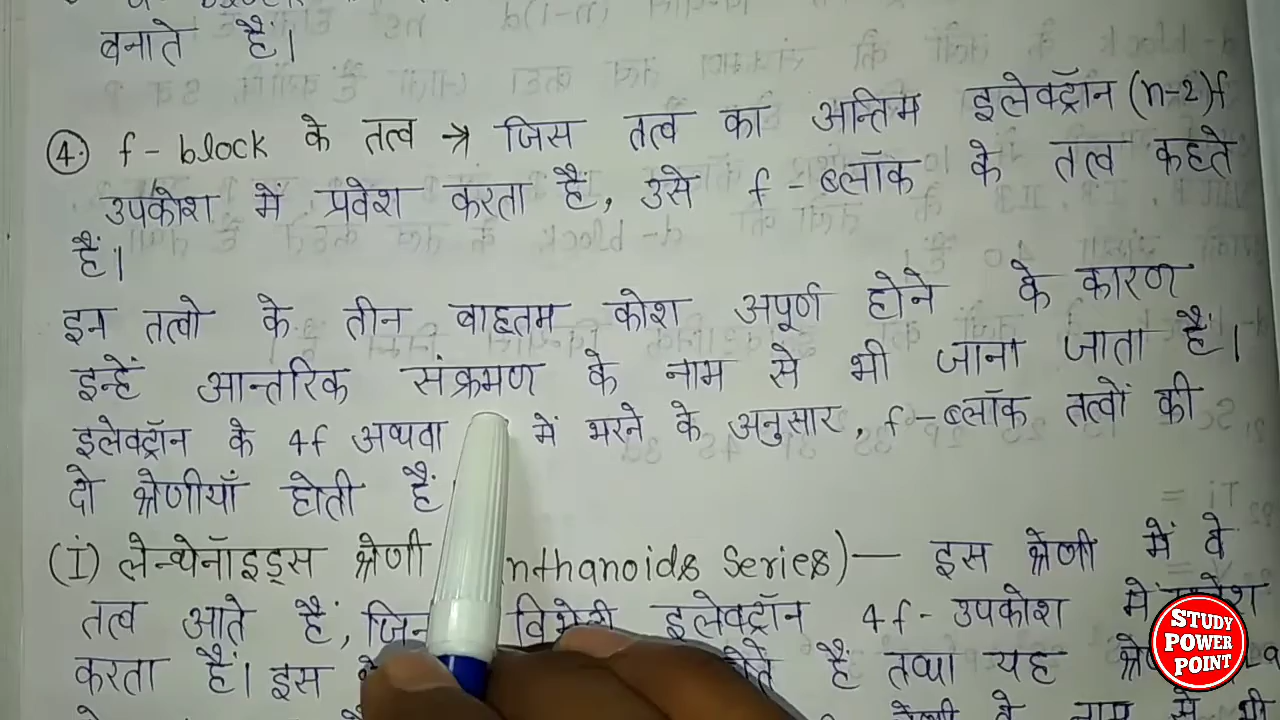 बनाते हैं।
④. f-block के तत्व → जिस तत्व का अन्तिम इलेक्ट्रॉन (n-2)f
उपकोश में प्रवेश करता है, उसे f-ब्लॉक के तत्व कहते
हैं।
इन तत्वो के तीन बाह्यतम कोश अपूर्ण होने के कारण
इन्हें आन्तरिक संक्रमण के नाम से भी जाना जाता है।
इलेक्ट्रॉन के 4f अथवा में भरने के अनुसार, f-ब्लॉक तत्वों की
दो श्रेणीयाँ होती हैं
(i) लेन्थेनॉइड्स श्रेणी nthanoids Series)— इस श्रेणी में वे
तत्व आते हैं, विभेदी इलेक्ट्रॉन 4f-उपकोश में प्रवेश
करता है। इस हैं तथा यह
के नाम से भी
STUDY
POWER
POINT